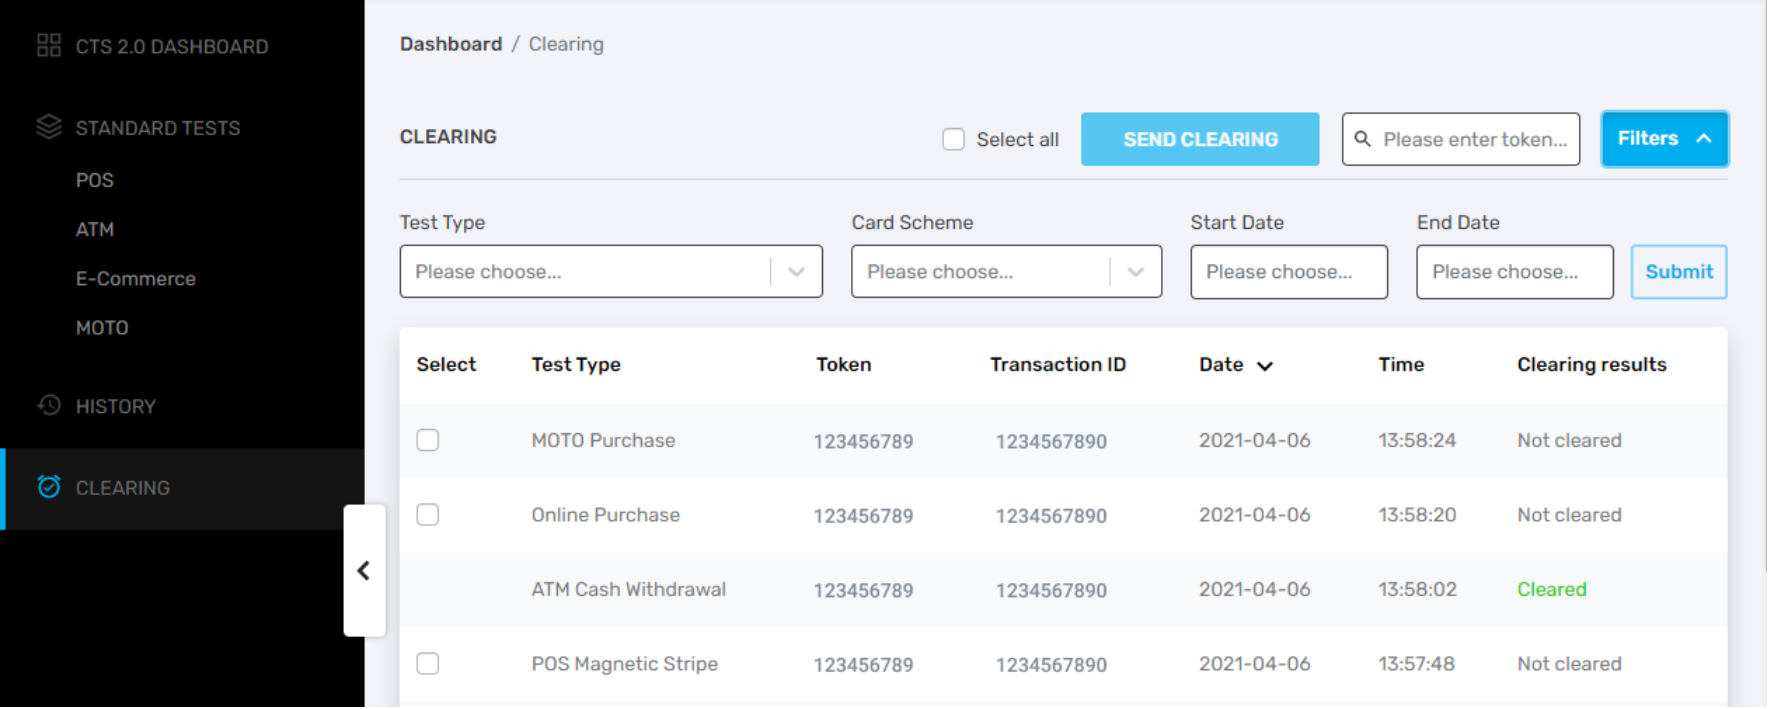 CTS 2.0 DASHBOARD
STANDARD TESTS
POS
ATM
E-Commerce
MOTO
HISTORY
CLEARING
Dashboard / Clearing
CLEARING
Select all
SEND CLEARING
Please enter token...
Filters
Test Type
Card Scheme
Start Date
End Date
Please choose...
Please choose...
Please choose...
Please choose...
Submit
Select Test Type Token Transaction ID Date Time Clearing results
MOTO Purchase 123456789 1234567890 2021-04-06 13:58:24 Not cleared
Online Purchase 123456789 1234567890 2021-04-06 13:58:20 Not cleared
ATM Cash Withdrawal 123456789 1234567890 2021-04-06 13:58:02 Cleared
POS Magnetic Stripe 123456789 1234567890 2021-04-06 13:57:48 Not cleared